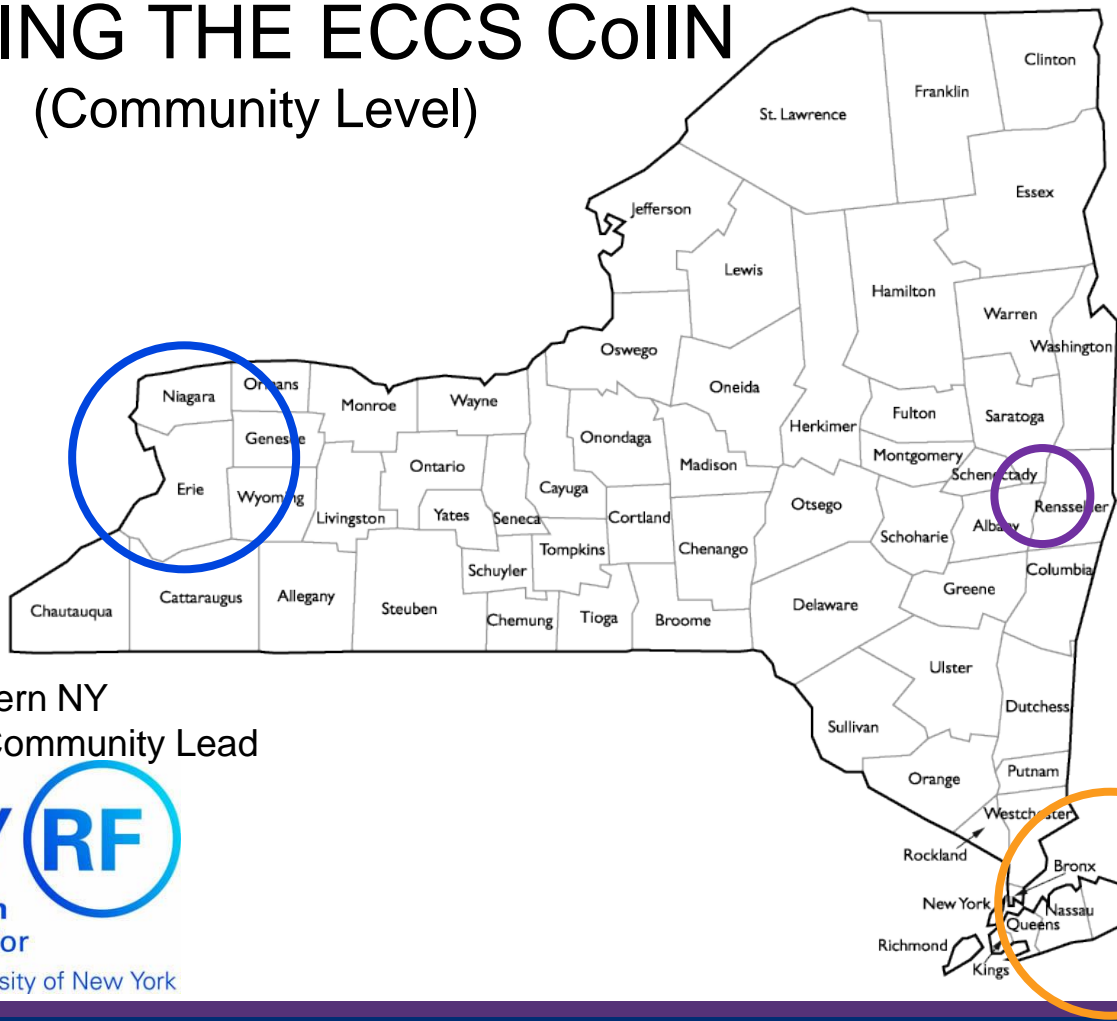 ING THE ECCS CoIIN
(Community Level)
Clinton
Franklin
St. Lawrence
Essex
Jefferson
Lewis
Hamilton
Warren
Washington
Oswego
Oneida
Herkimer
Fulton
Saratoga
Niagara
Orleans
Monroe
Wayne
Genesee
Onondaga
Madison
Montgomery
Schenectady
Ontario
Erie
Wyoming
Cayuga
Otsego
Rensselaer
Livingston
Yates
Seneca
Cortland
Albany
Schoharie
Tompkins
Chenango
Schuyler
Columbia
Greene
Chautauqua
Cattaraugus
Allegany
Steuben
Chemung
Tioga
Broome
Delaware
Ulster
Dutchess
Sullivan
ern NY
Community Lead
Orange
Putnam
Westchester
Rockland
Bronx
New York
Nassau
Queens
Richmond
Kings
Y RF
n
or
sity of New York